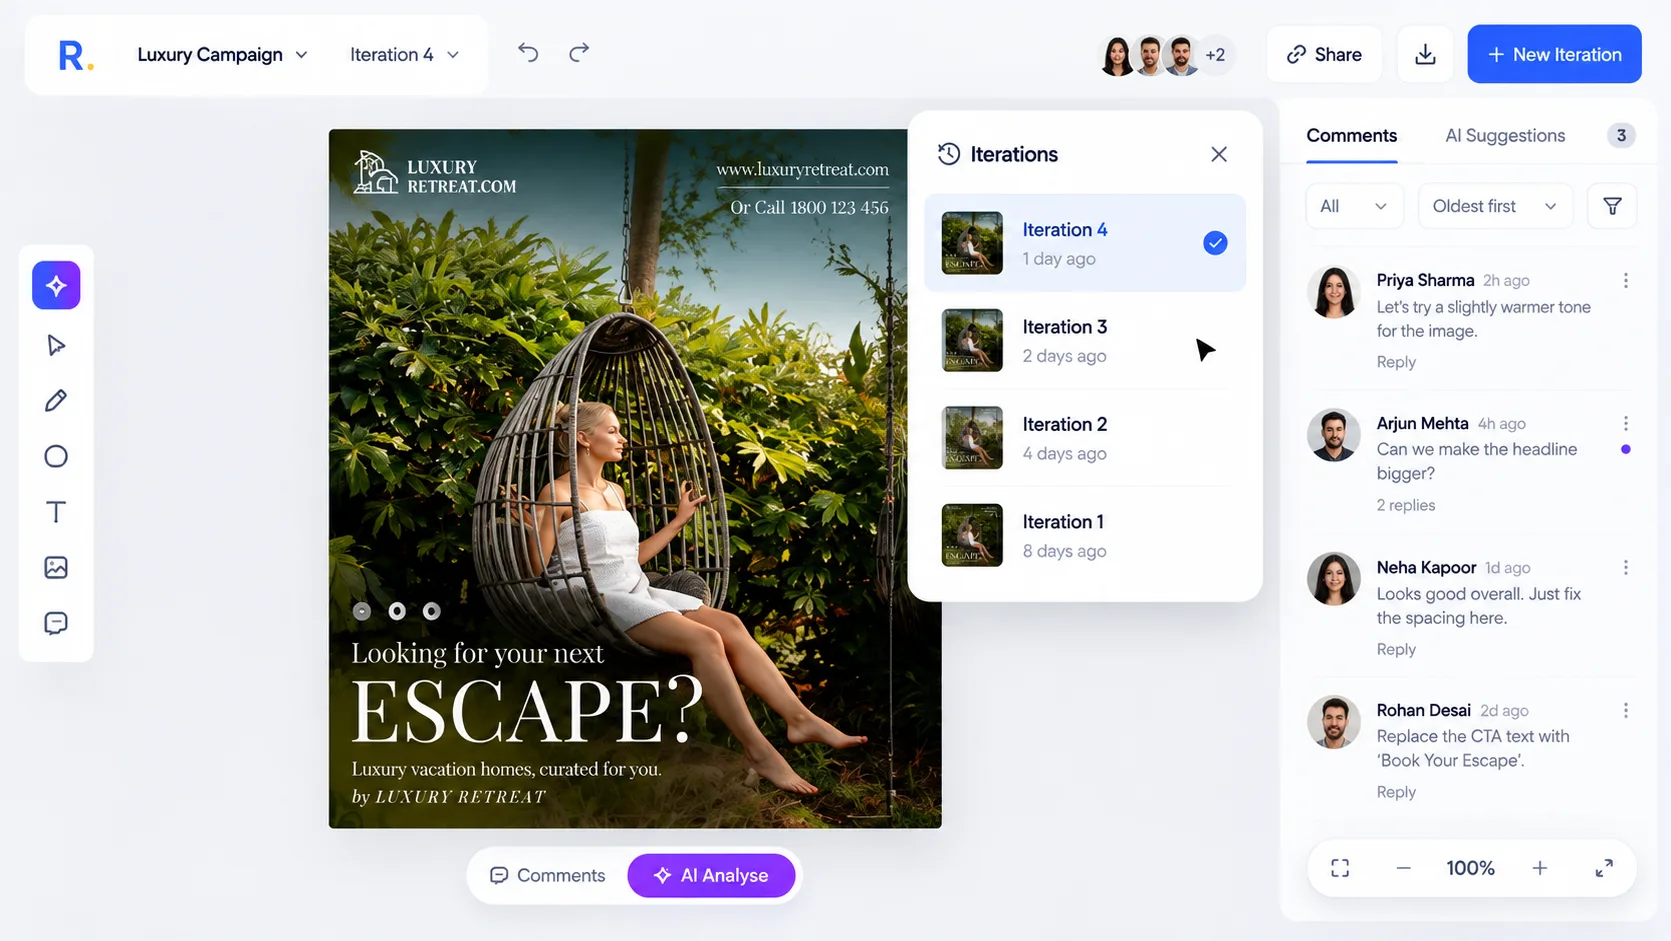 R.
Luxury Campaign
Iteration 4
+2
Share
+ New Iteration
LUXURY
RETREAT.COM
www.luxuryretreat.com
Or Call 1800 123 456
Looking for your next
ESCAPE?
Luxury vacation homes, curated for you.
by LUXURY RETREAT
Comments
AI Analyse
Iterations
Iteration 4
1 day ago
Iteration 3
2 days ago
Iteration 2
4 days ago
Iteration 1
8 days ago
Comments
AI Suggestions
3
All
Oldest first
Priya Sharma 2h ago
Let's try a slightly warmer tone
for the image.
Reply
Arjun Mehta 4h ago
Can we make the headline
bigger?
2 replies
Neha Kapoor 1d ago
Looks good overall. Just fix
the spacing here.
Reply
Rohan Desai 2d ago
Replace the CTA text with
‘Book Your Escape’.
Reply
100%